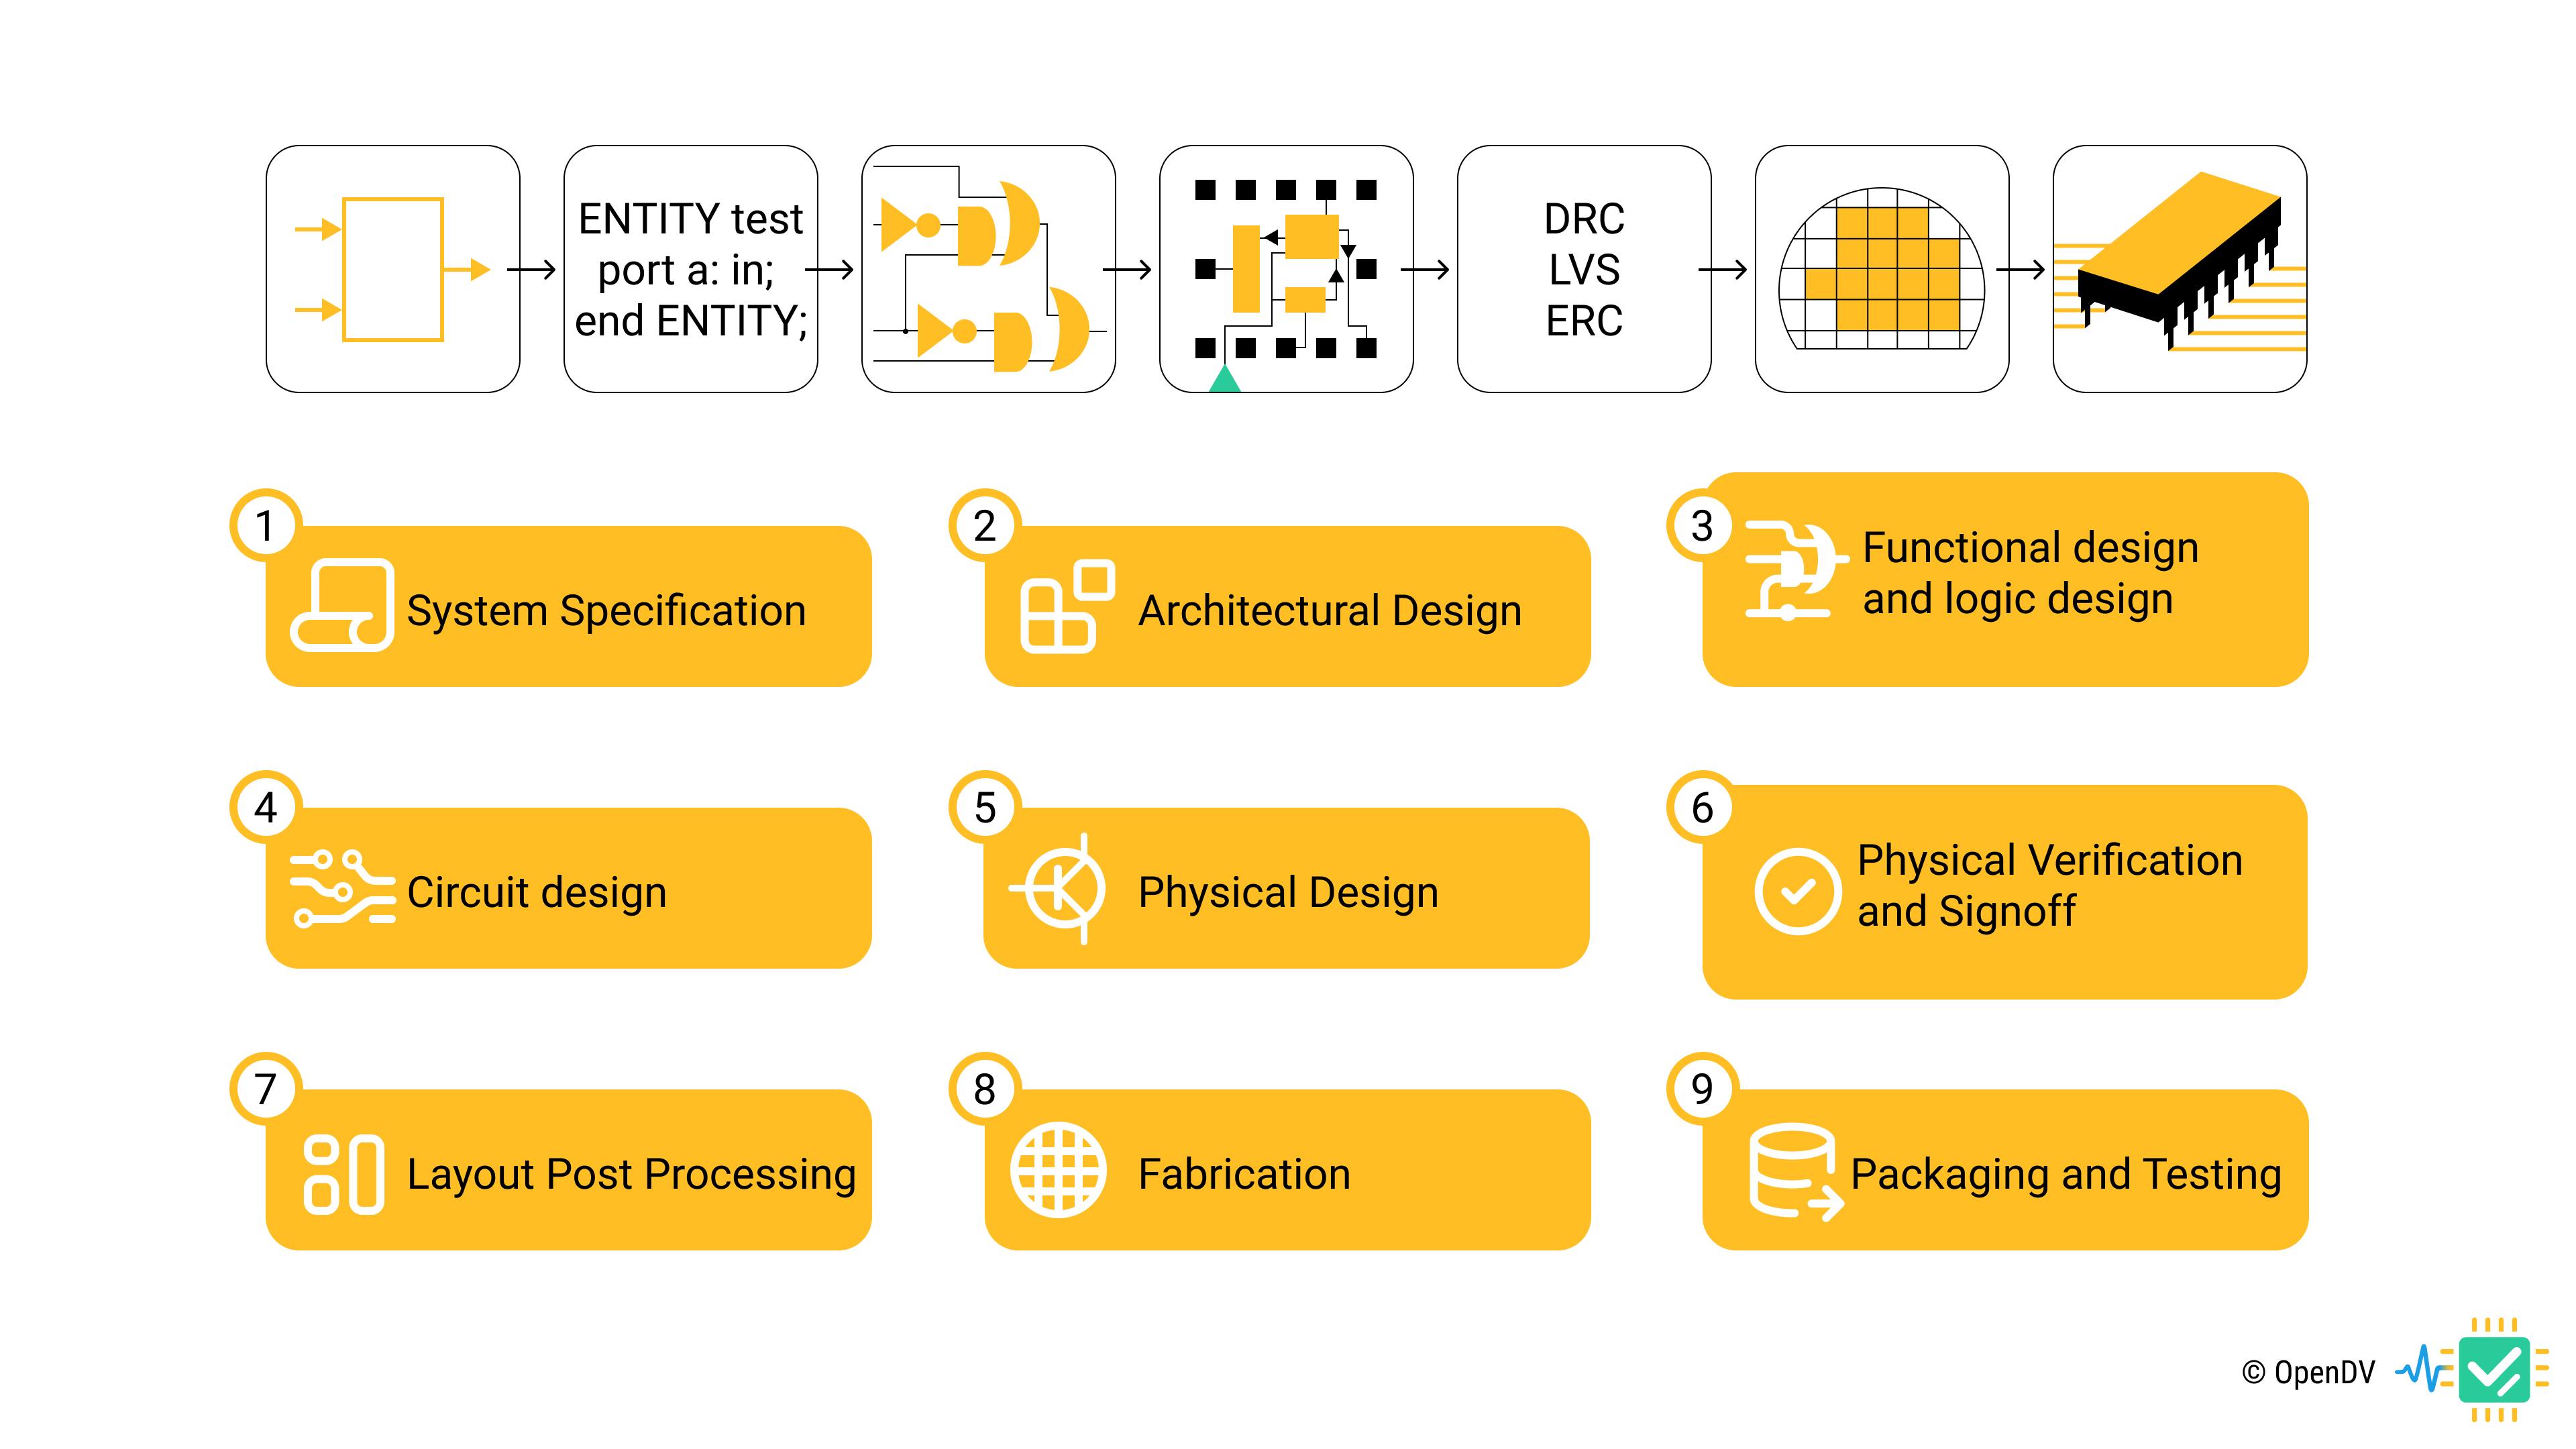 ENTITY test
port a: in;
end ENTITY;
DRC
LVS
ERC
1
System Specification
2
Architectural Design
3
Functional design
and logic design
4
Circuit design
5
Physical Design
6
Physical Verification
and Signoff
7
Layout Post Processing
8
Fabrication
9
Packaging and Testing
© OpenDV